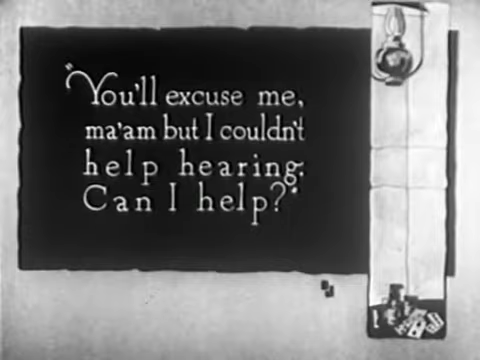 "You'll excuse me,
ma'am but I couldn't
help hearing.
Can I help?"